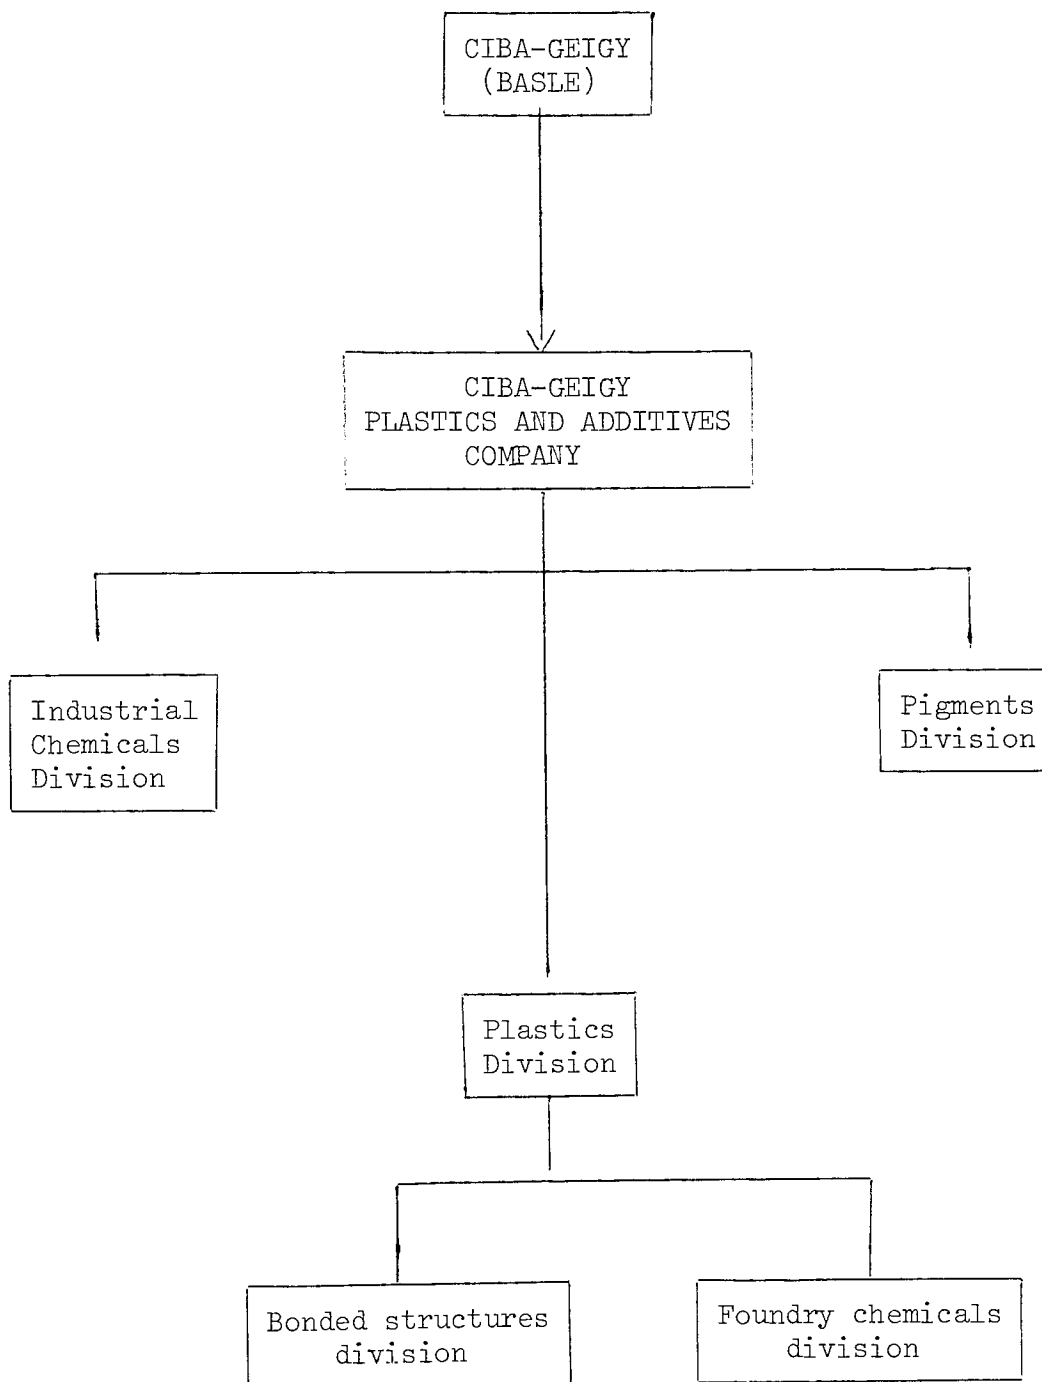 CIBA-GEIGY
(BASLE)
CIBA-GEIGY
PLASTICS AND ADDITIVES
COMPANY
Industrial
Chemicals
Division
Pigments
Division
Plastics
Division
Bonded structures
division
Foundry chemicals
division